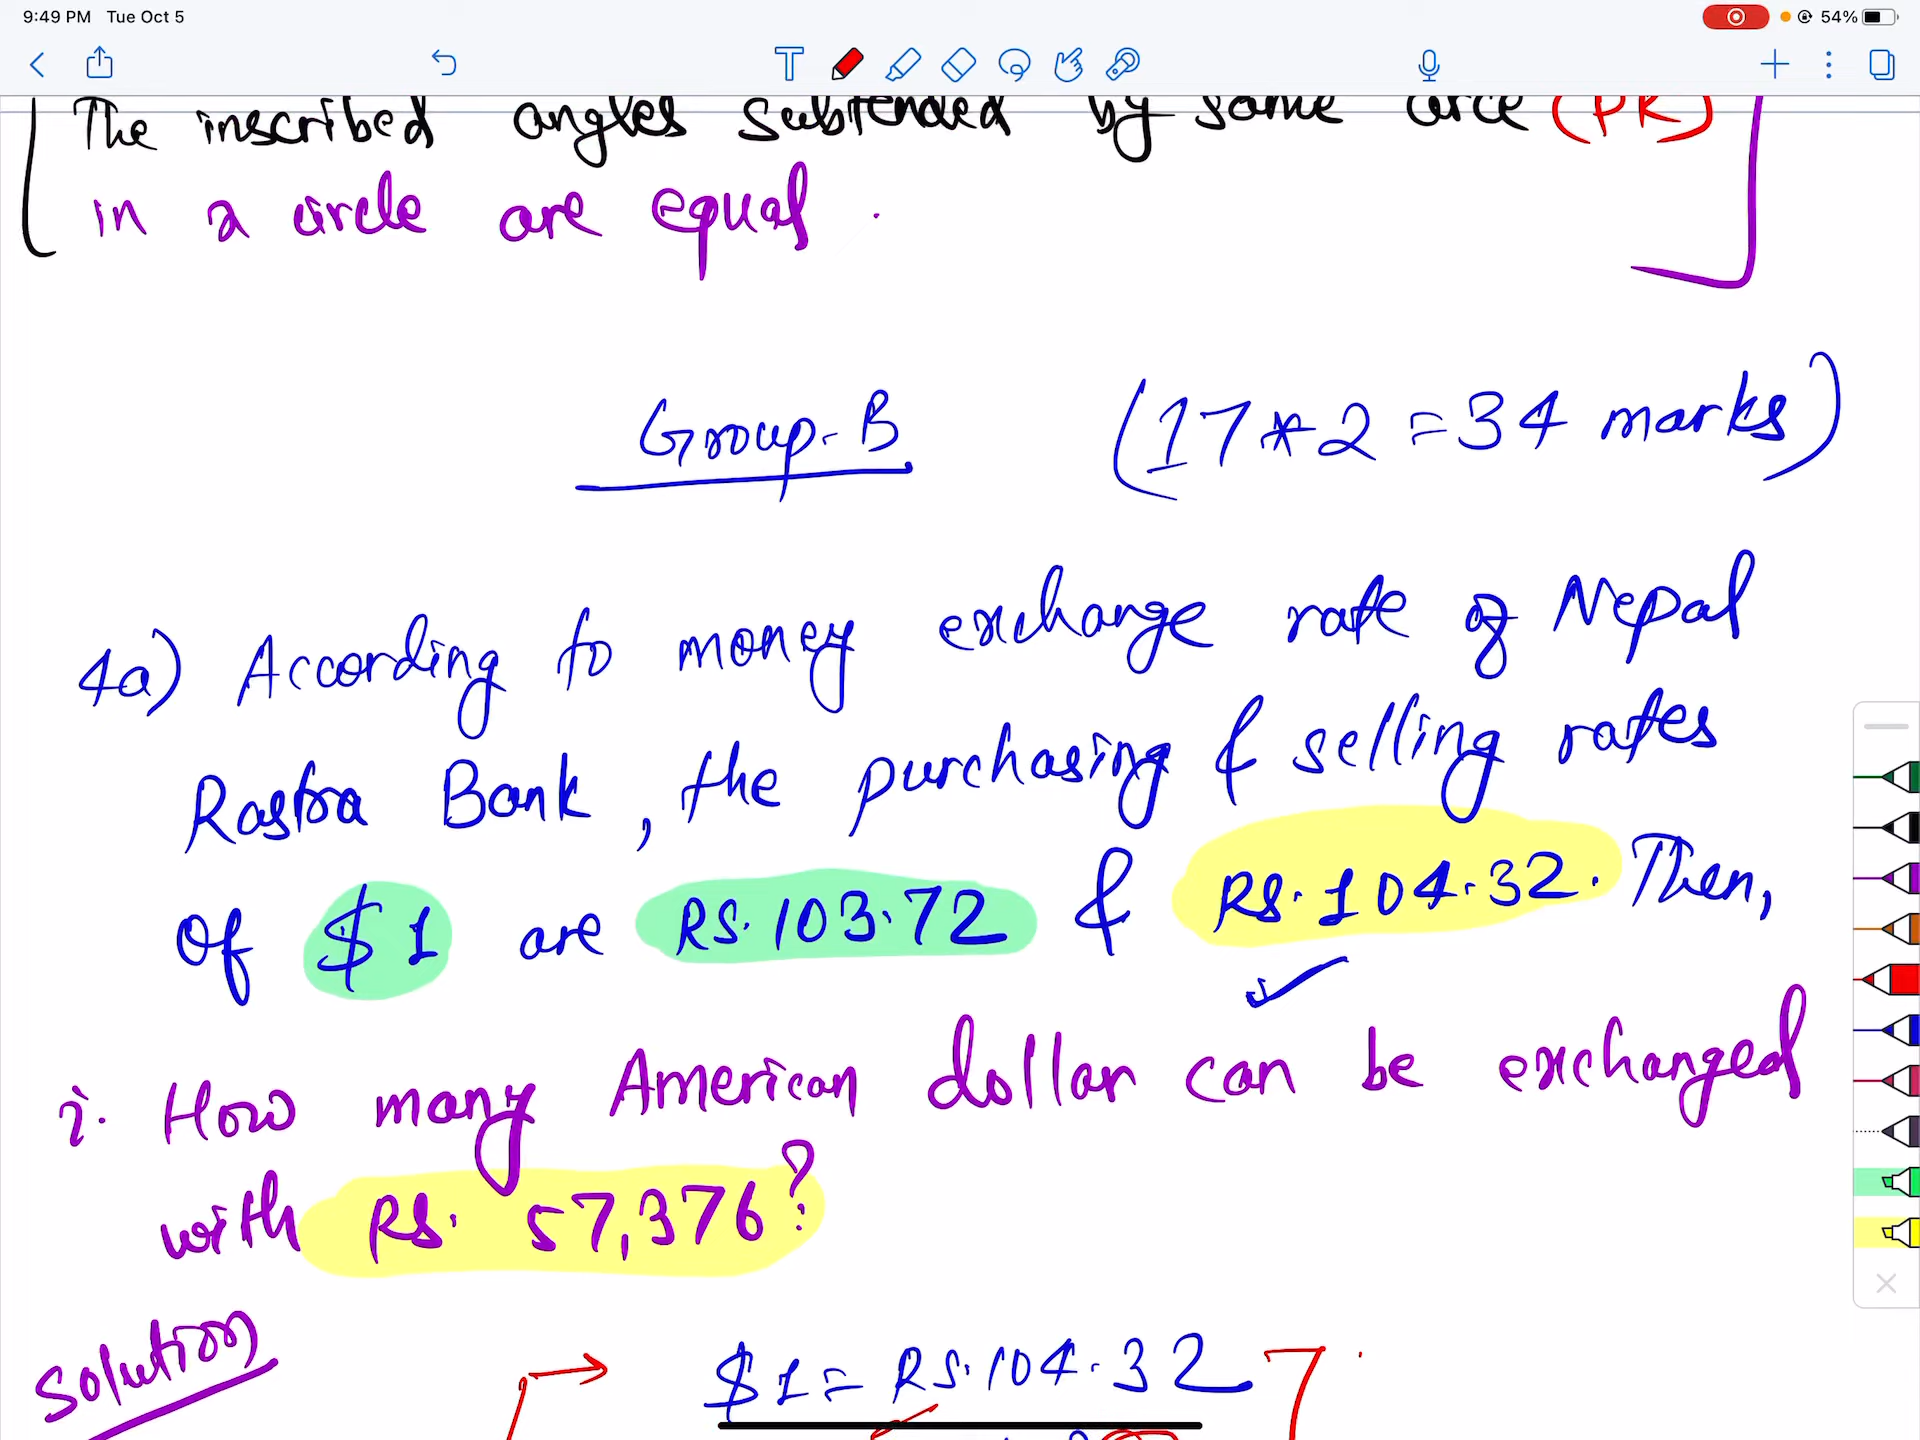 9:49 PM Tue Oct 5
54%
The inscribed angles subtended by same arce (PR)
in a circle are equal.
Group-B (17*2=34 marks)
4a) According to money exchange rate of Nepal
Rastra Bank, the purchasing & selling rates
Of $1 are RS. 103.72 & RS. 104.32. Then,
i. How many American dollar can be exchanged
with RS. 57,376?
Solution
$1 = RS. 104.32